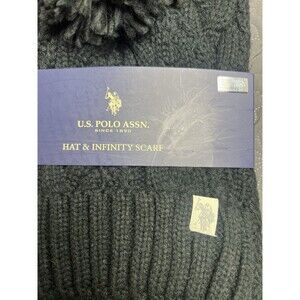 U.S. POLO ASSN.
SINCE 1890
HAT & INFINITY SCARF